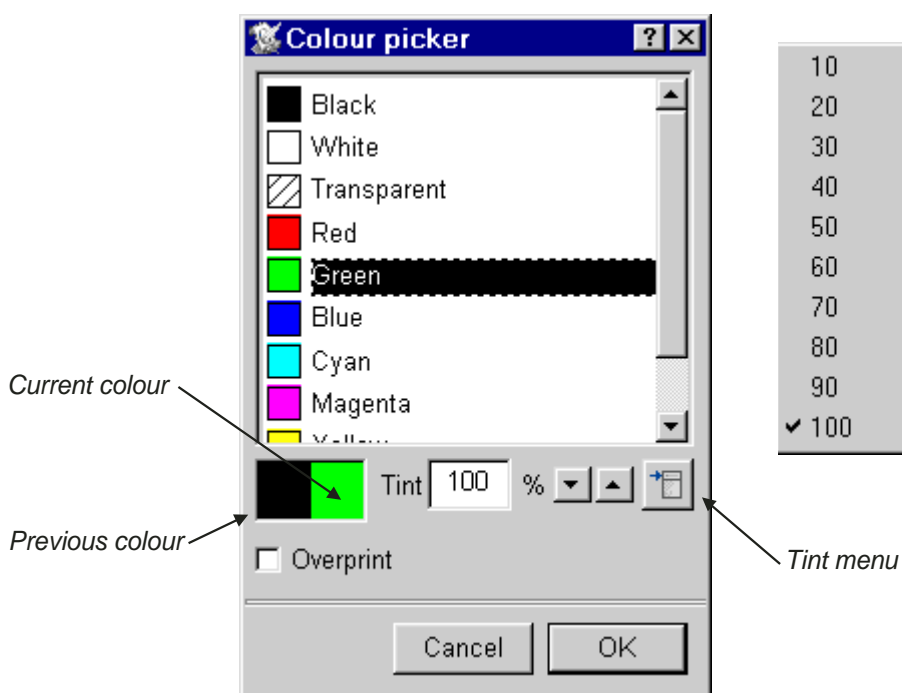 Colour picker
Black
White
Transparent
Red
Green
Blue
Cyan
Magenta
Yellow
Tint 100 %
Overprint
Cancel OK
Current colour
Previous colour
Tint menu
10
20
30
40
50
60
70
80
90
100